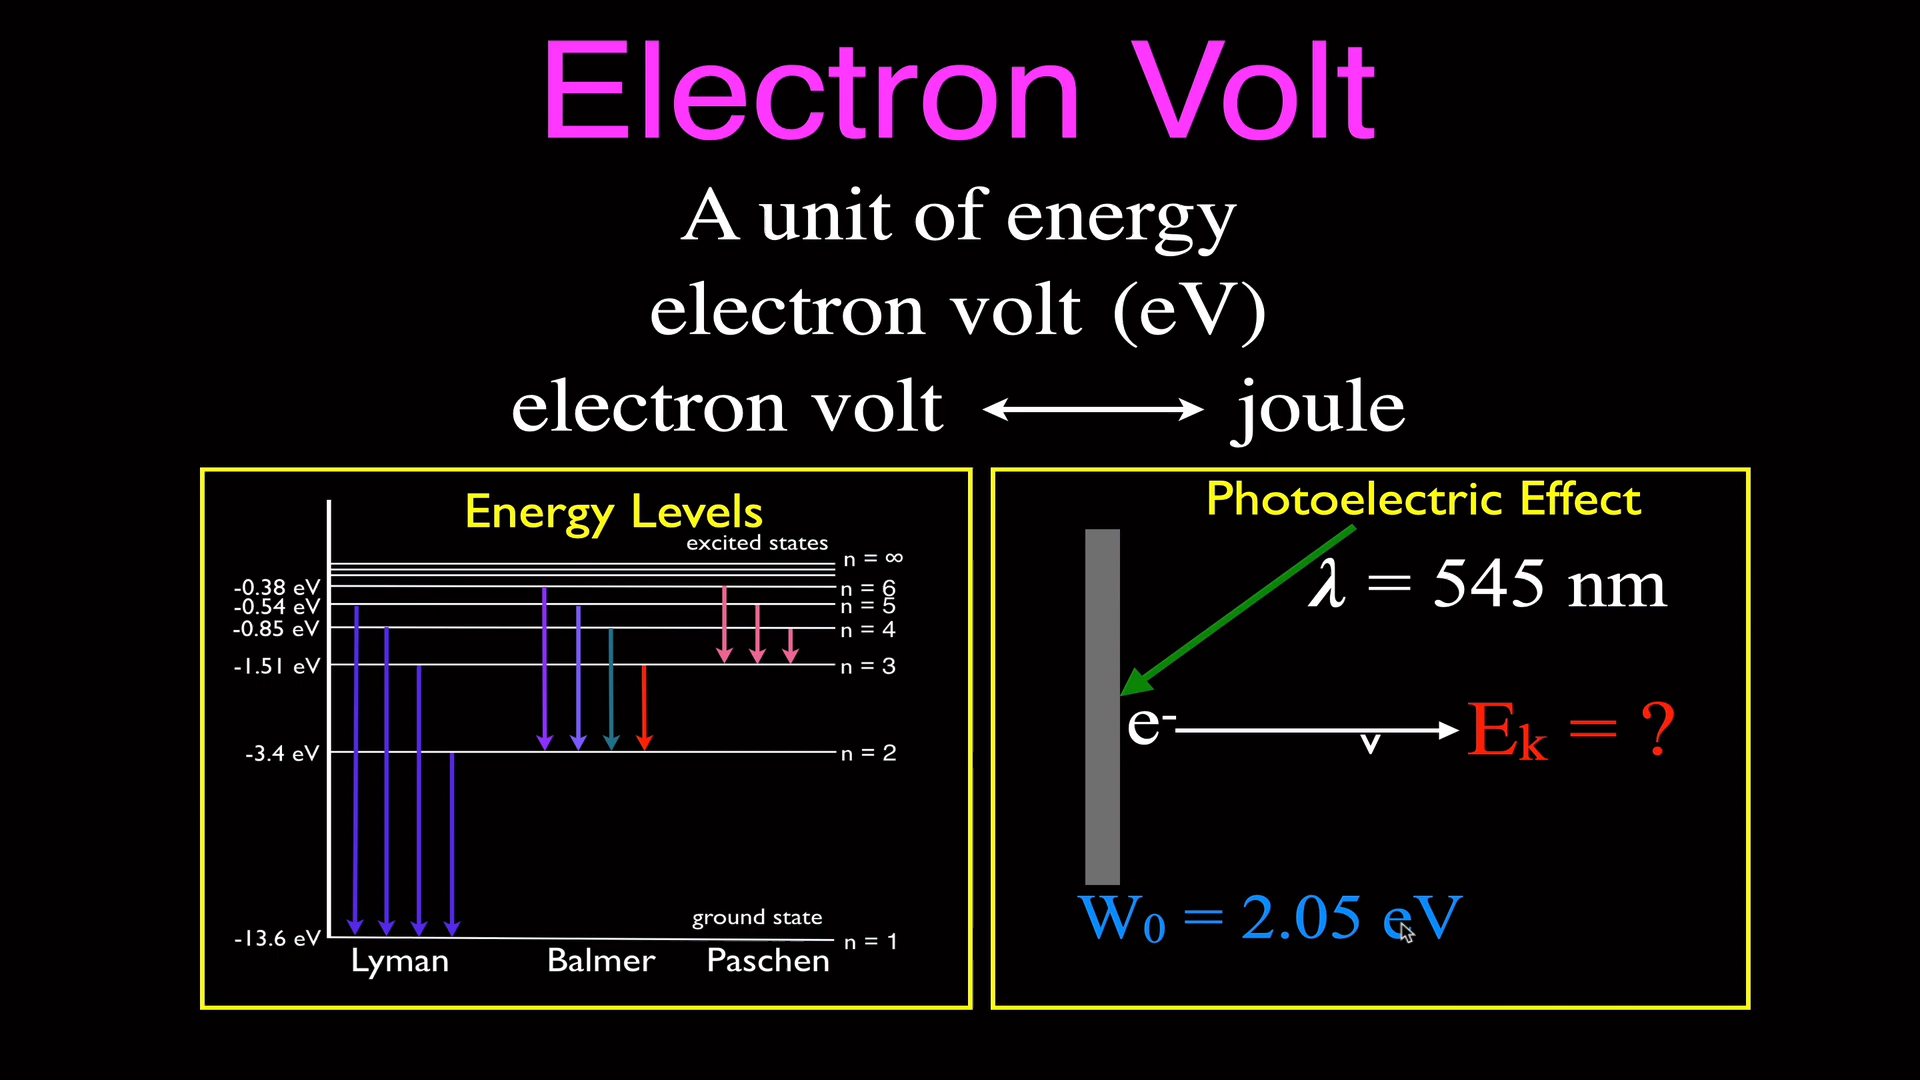 Electron Volt
A unit of energy
electron volt (eV)
electron volt ⟷ joule
Energy Levels
excited states
n = ∞
-0.38 eV
n = 6
-0.54 eV
n = 5
-0.85 eV
n = 4
-1.51 eV
n = 3
-3.4 eV
n = 2
ground state
-13.6 eV
n = 1
Lyman
Balmer
Paschen
Photoelectric Effect
λ = 545 nm
e-
v
Ek = ?
W0 = 2.05 eV